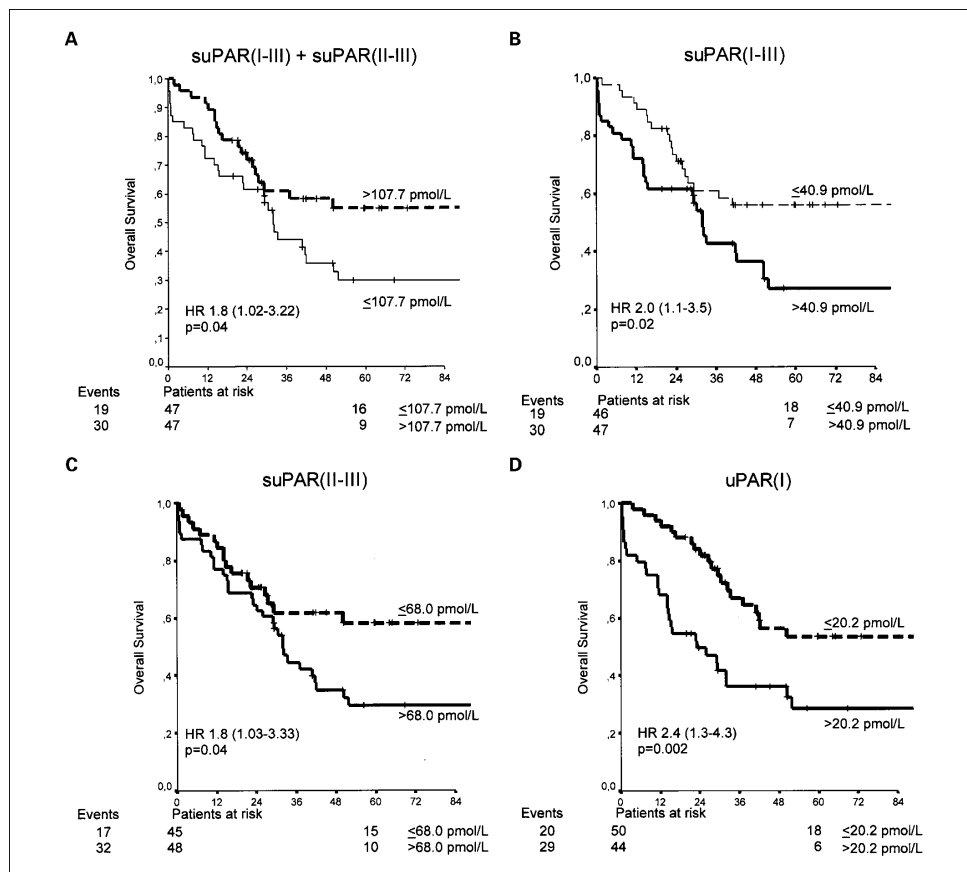 A
suPAR(I-III) + suPAR(II-III)
1,0
,9
,8
,7
,6
,5
,4
,3
,2
,1
0,0
Overall Survival
>107.7 pmol/L
≤107.7 pmol/L
HR 1.8 (1.02-3.22)
p=0.04
0 12 24 36 48 60 72 84
Events Patients at risk
19 47 16 ≤107.7 pmol/L
30 47 9 >107.7 pmol/L
B
suPAR(I-III)
1,0
,8
,6
,4
,2
0,0
Overall Survival
≤40.9 pmol/L
>40.9 pmol/L
HR 2.0 (1.1-3.5)
p=0.02
0 12 24 36 48 60 72 84
Events Patients at risk
19 46 18 ≤40.9 pmol/L
30 47 7 >40.9 pmol/L
C
suPAR(II-III)
1,0
,8
,6
,4
,2
0,0
Overall Survival
≤68.0 pmol/L
>68.0 pmol/L
HR 1.8 (1.03-3.33)
p=0.04
0 12 24 36 48 60 72 84
Events Patients at risk
17 45 15 ≤68.0 pmol/L
32 48 10 >68.0 pmol/L
D
uPAR(I)
1,0
,8
,6
,4
,2
0,0
Overall Survival
≤20.2 pmol/L
>20.2 pmol/L
HR 2.4 (1.3-4.3)
p=0.002
0 12 24 36 48 60 72 84
Events Patients at risk
20 50 18 ≤20.2 pmol/L
29 44 6 >20.2 pmol/L